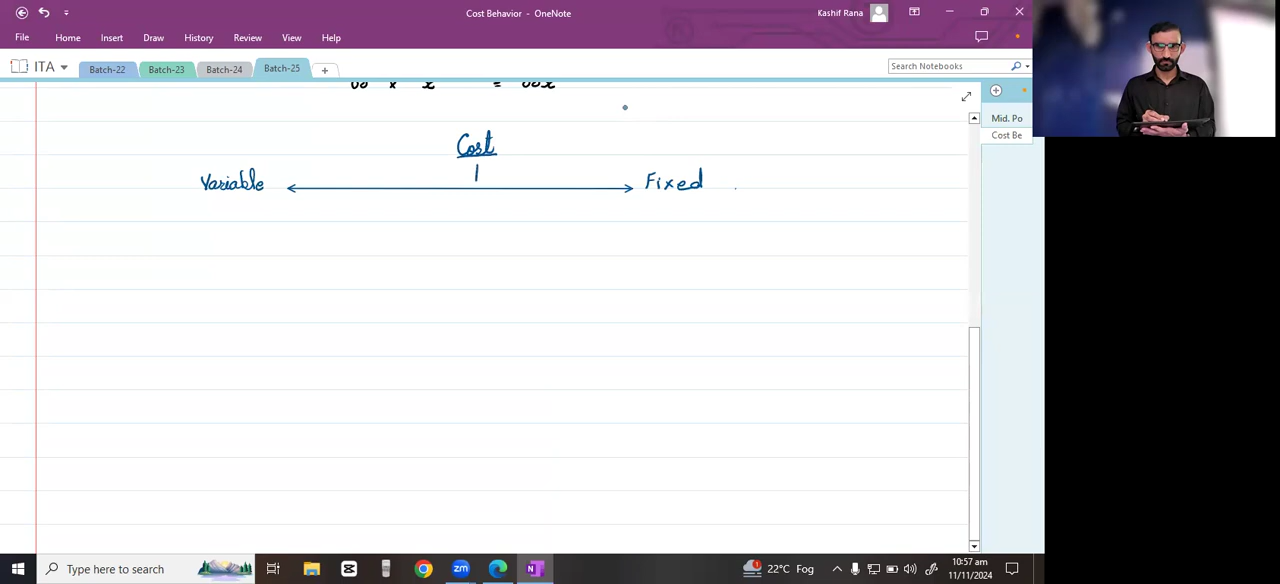 Cost Behavior - OneNote
Kashif Rana
File Home Insert Draw History Review View Help
ITA Batch-22 Batch-23 Batch-24 Batch-25
Search Notebooks
Mid. Po
Cost Be
Cost
Variable Fixed
Type here to search
zm
22°C Fog
10:57 am
11/11/2024